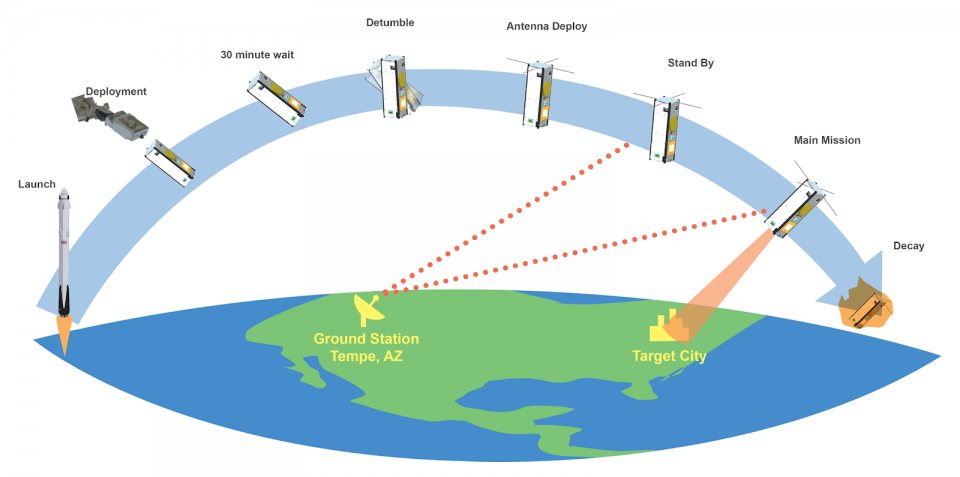 Launch
Deployment
30 minute wait
Detumble
Antenna Deploy
Stand By
Main Mission
Decay
Ground Station
Tempe, AZ
Target City